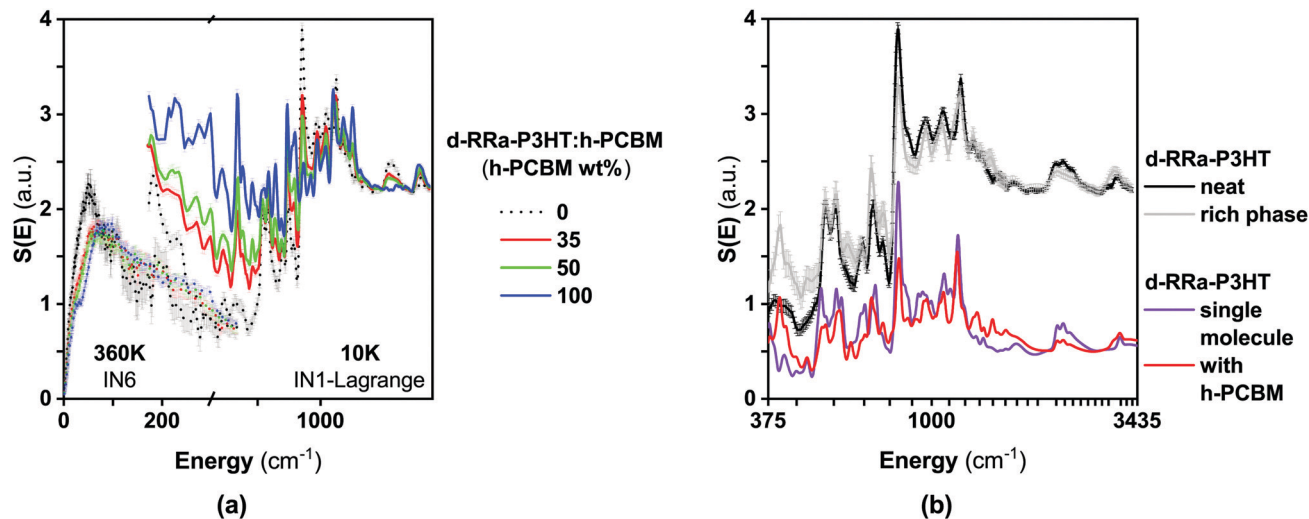 4
3
2
1
0
S(E) (a.u.)
360K
IN6
10K
IN1-Lagrange
0
200
1000
Energy (cm⁻¹)
(a)
d-RRa-P3HT:h-PCBM
(h-PCBM wt%)
0
35
50
100
4
3
2
1
0
S(E) (a.u.)
375
1000
3435
Energy (cm⁻¹)
(b)
d-RRa-P3HT
neat
rich phase
d-RRa-P3HT
single
molecule
with
h-PCBM